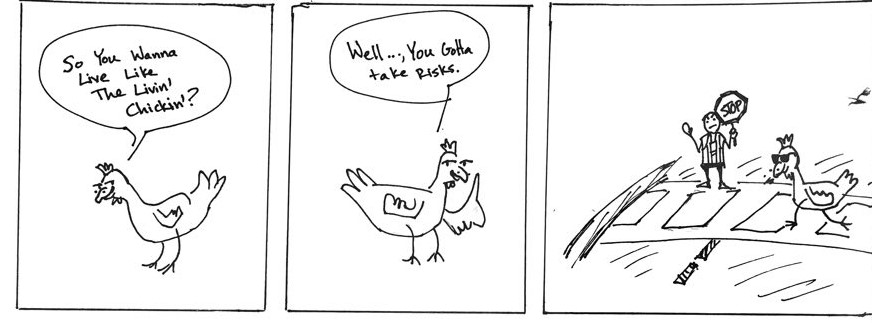 So You Wanna
Live Like
The Livin'
Chickin'?
Well..., You Gotta
take Risks.
STOP